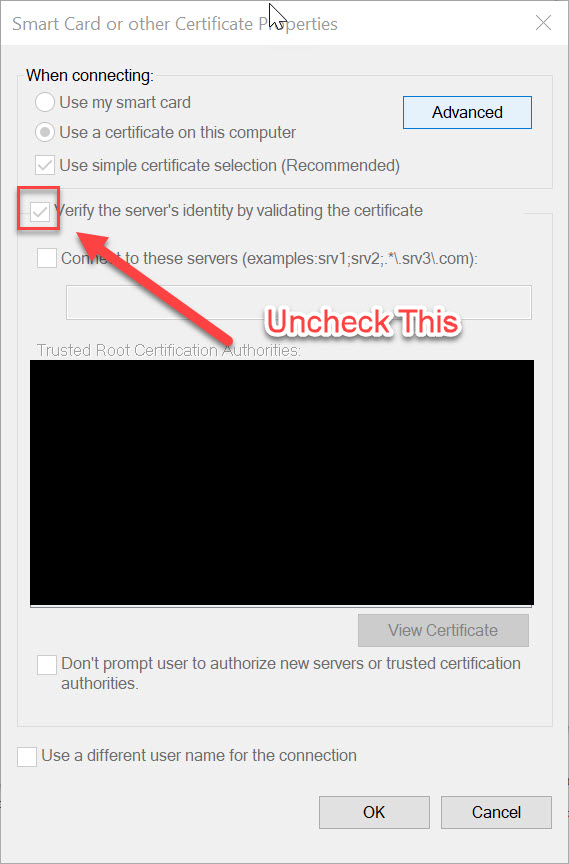 Smart Card or other Certificate Properties
When connecting:
Use my smart card
Advanced
Use a certificate on this computer
Use simple certificate selection (Recommended)
Verify the server's identity by validating the certificate
Connect to these servers (examples:srv1;srv2;.*\.srv3\.com):
Uncheck This
Trusted Root Certification Authorities:
View Certificate
Don't prompt user to authorize new servers or trusted certification
authorities.
Use a different user name for the connection
OK
Cancel